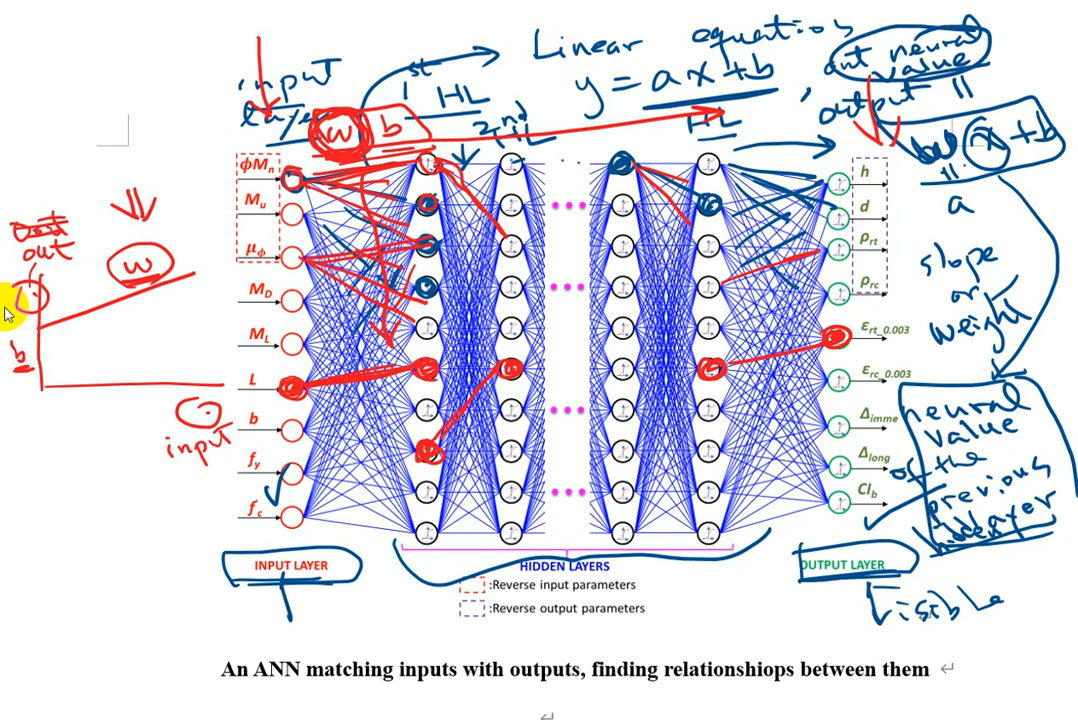 Linear equations
y = ax + b
,
input
layer
1st
HL
2nd
HL
HL
output
neural
value
w b
x + b
a
slope
or
weight
neural
value
of the
previous
hidden layer
out
w
b
input
ϕMn
Mu
μϕ
MD
ML
L
b
fy
f'c
h
d
ρrt
ρrc
εrt_0.003
εrc_0.003
Δimme
Δlong
CIb
INPUT LAYER
HIDDEN LAYERS
OUTPUT LAYER
:Reverse input parameters
:Reverse output parameters
Visible
An ANN matching inputs with outputs, finding relationshiops between them